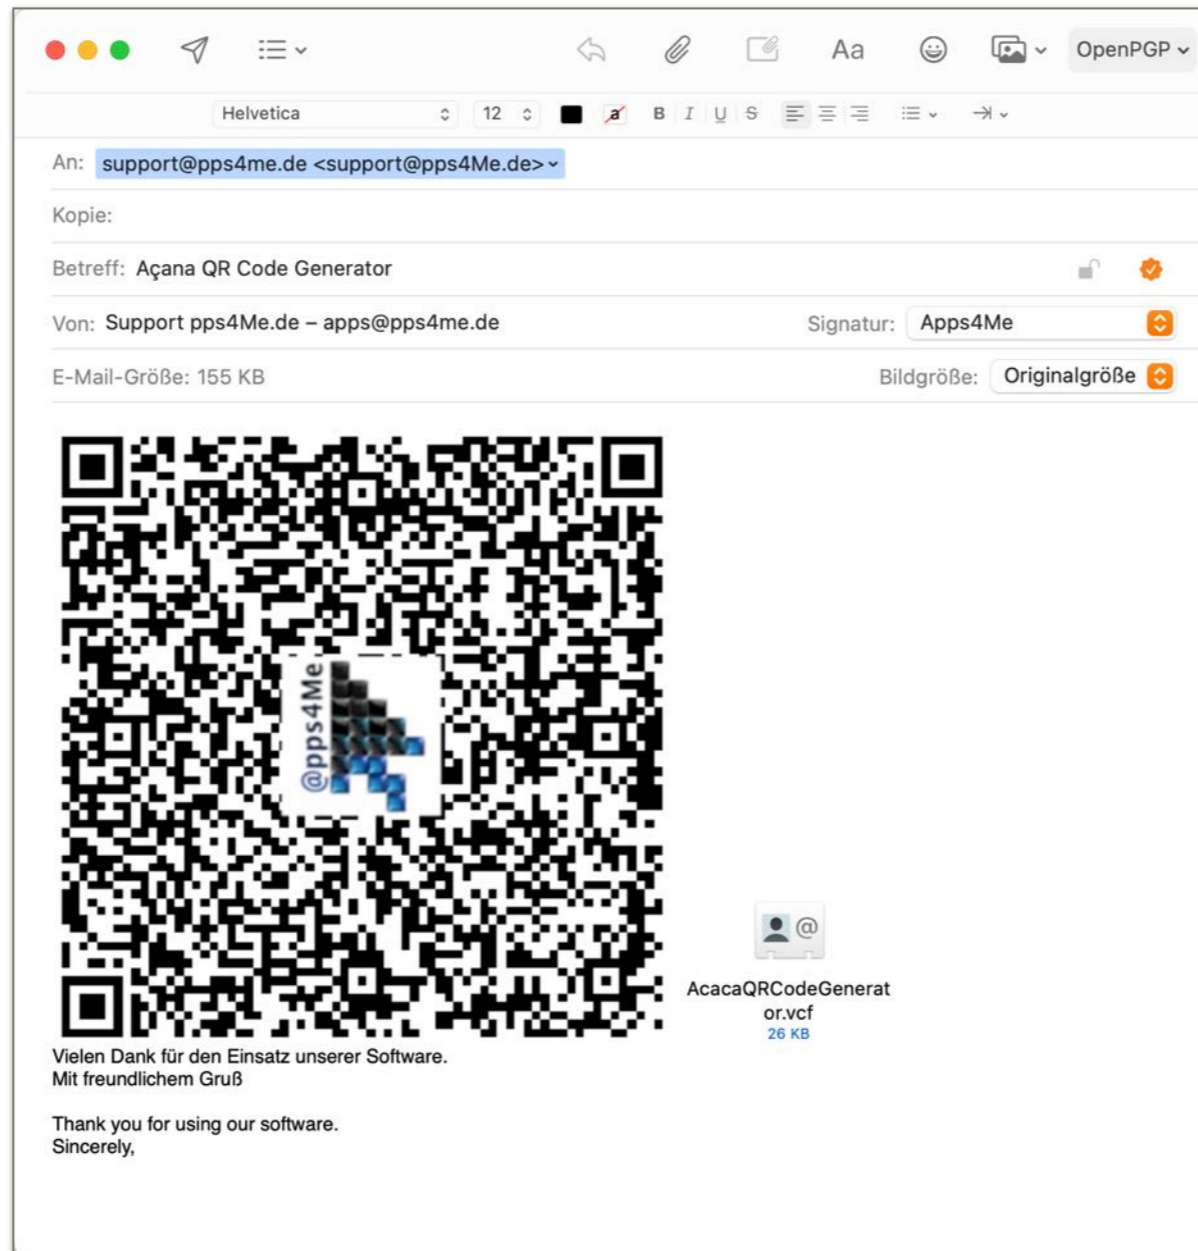 OpenPGP
Helvetica 12 a B I U S
Aa
An: support@pps4me.de <support@pps4Me.de>
Kopie:
Betreff: Açana QR Code Generator
Von: Support pps4Me.de – apps@pps4me.de Signatur: Apps4Me
E-Mail-Größe: 155 KB Bildgröße: Originalgröße
@pps4Me
@
AcacaQRCodeGenerat
or.vcf
26 KB
Vielen Dank für den Einsatz unserer Software.
Mit freundlichem Gruß
Thank you for using our software.
Sincerely,